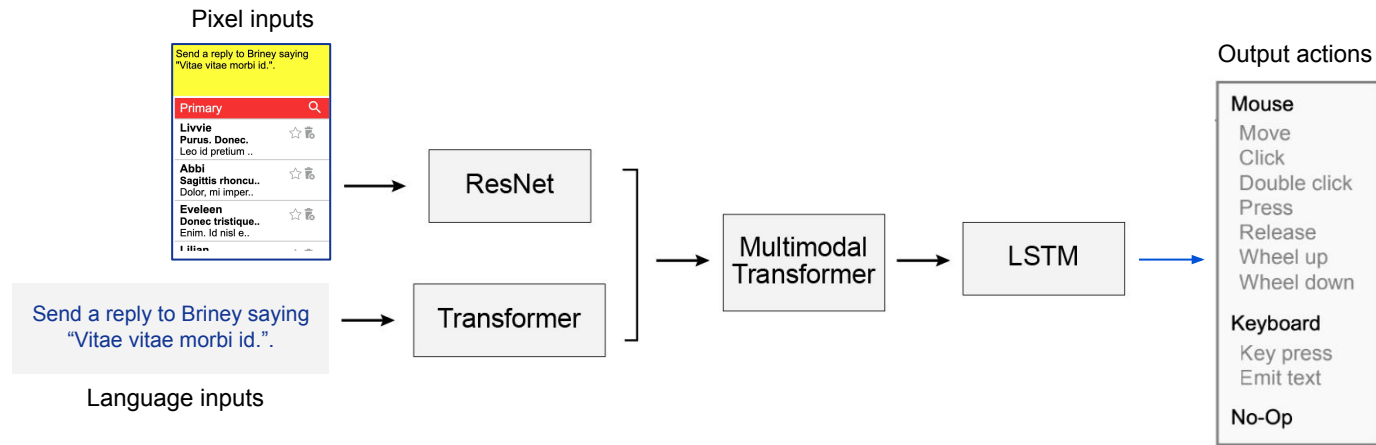 Pixel inputs
Send a reply to Briney saying
"Vitae vitae morbi id.".
Primary
Livvie
Purus. Donec.
Leo id pretium ..
Abbi
Sagittis rhoncu..
Dolor, mi imper..
Eveleen
Donec tristique..
Enim. Id nisl e..
Lilian
Send a reply to Briney saying
“Vitae vitae morbi id.”.
Language inputs
ResNet
Transformer
Multimodal
Transformer
LSTM
Output actions
Mouse
Move
Click
Double click
Press
Release
Wheel up
Wheel down
Keyboard
Key press
Emit text
No-Op